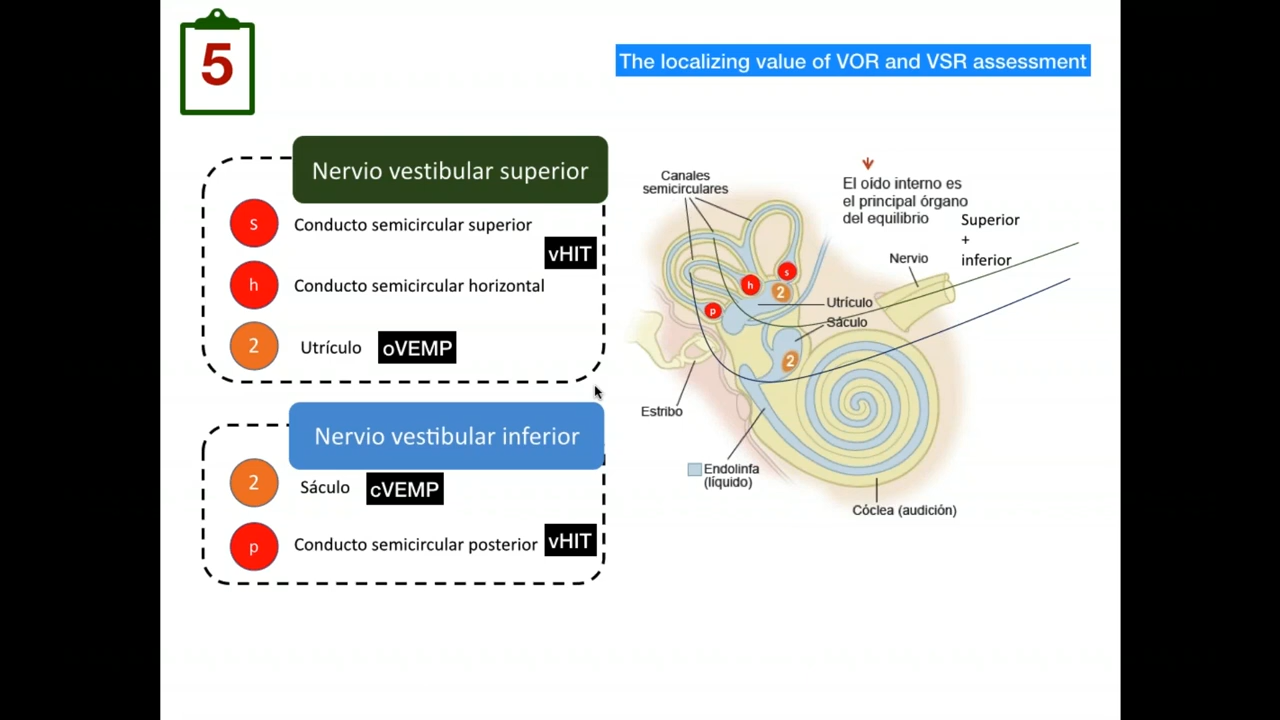 5
The localizing value of VOR and VSR assessment
Nervio vestibular superior
s
Conducto semicircular superior
vHIT
h
Conducto semicircular horizontal
2
Utrículo
oVEMP
Nervio vestibular inferior
2
Sáculo
cVEMP
p
Conducto semicircular posterior
vHIT
Canales
semicirculares
El oído interno es
el principal órgano
del equilibrio
Superior
+
inferior
Nervio
s
h
2
p
Utrículo
Sáculo
2
Estribo
Endolinfa
(líquido)
Cóclea (audición)